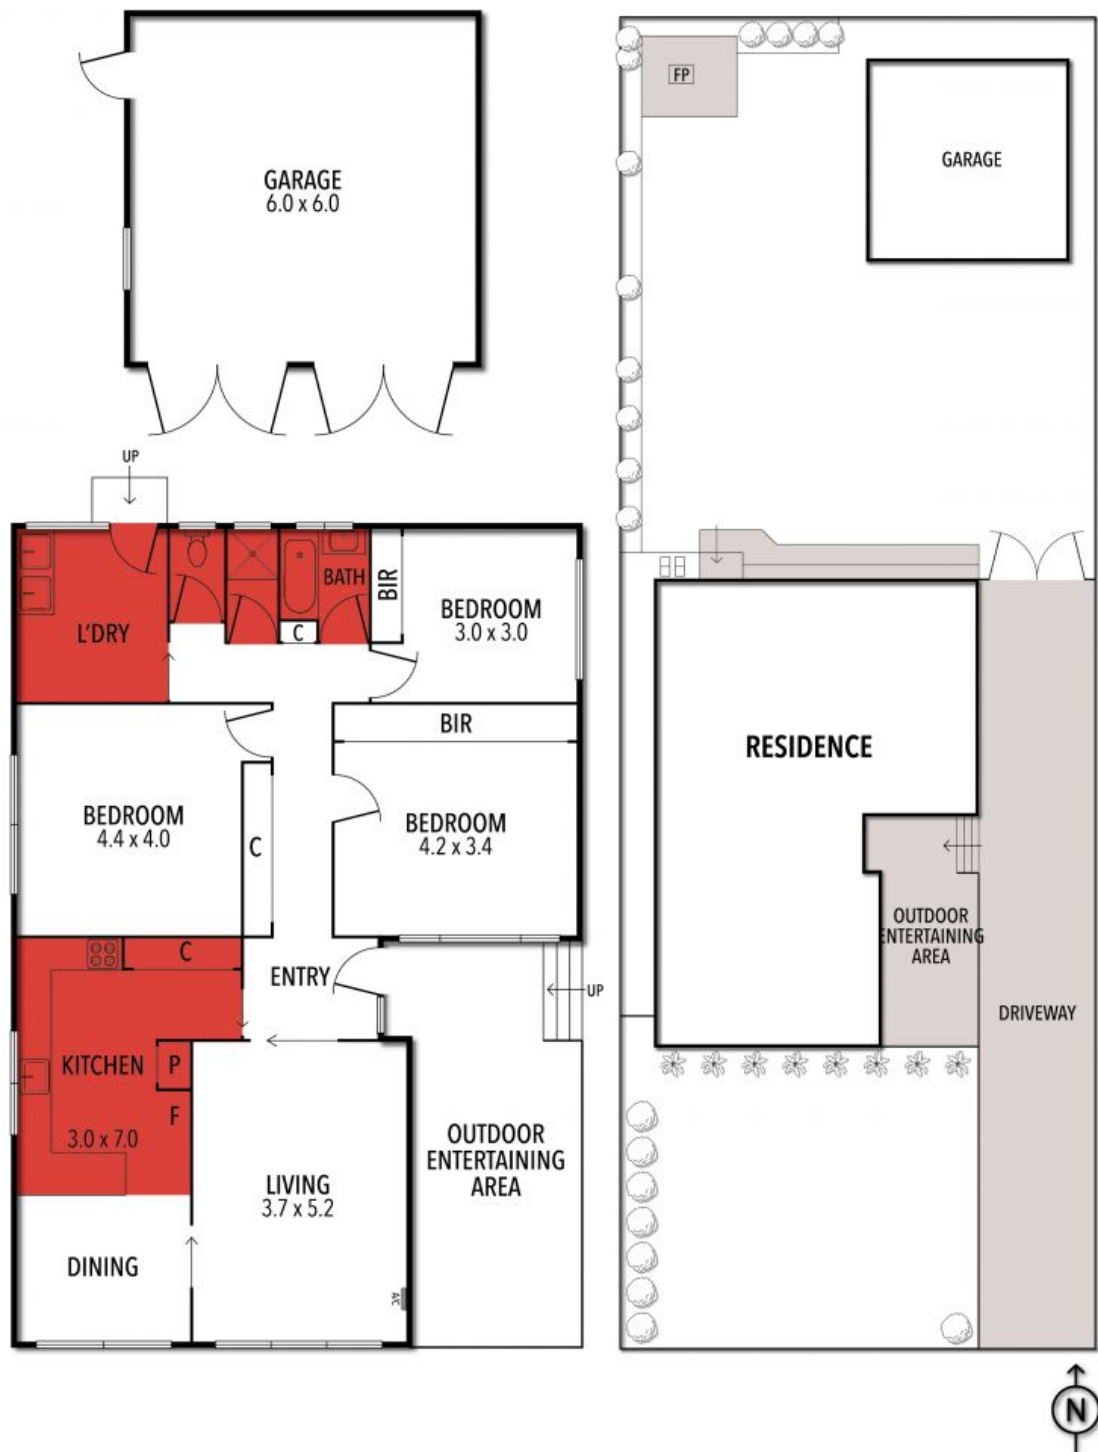 GARAGE
6.0 x 6.0
UP
L'DRY
BATH
C
BIR
BEDROOM
3.0 x 3.0
BIR
BEDROOM
4.4 x 4.0
C
BEDROOM
4.2 x 3.4
C
ENTRY
UP
KITCHEN
P
F
3.0 x 7.0
LIVING
3.7 x 5.2
OUTDOOR
ENTERTAINING
AREA
DINING
A/C
FP
GARAGE
RESIDENCE
OUTDOOR
ENTERTAINING
AREA
DRIVEWAY
N